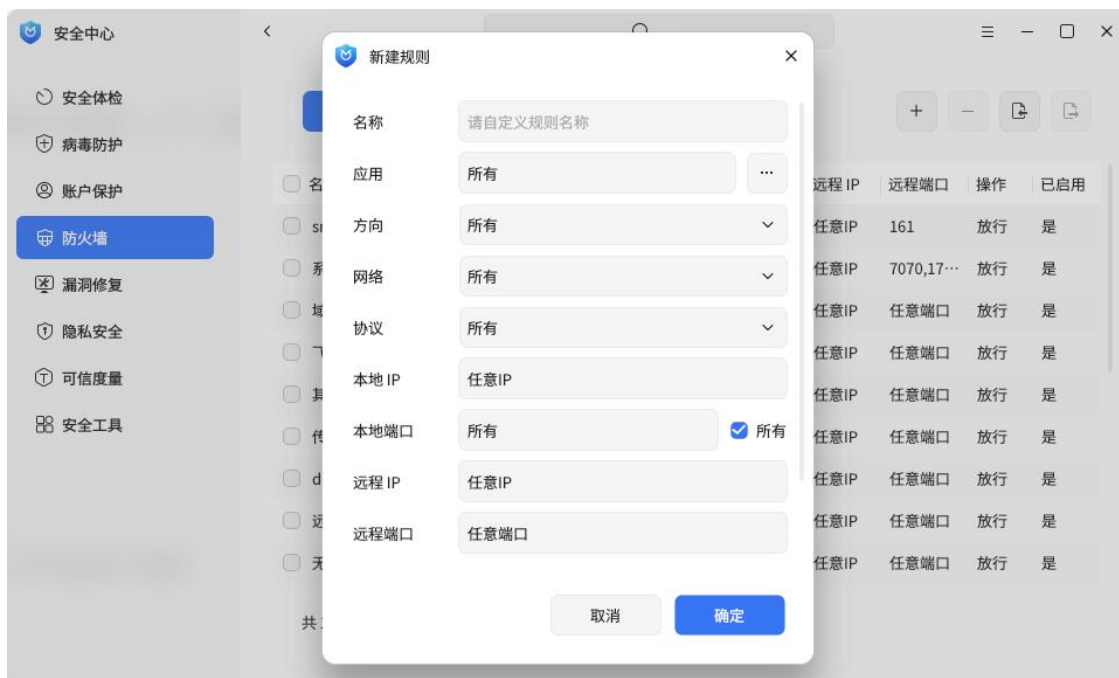 安全中心
新建规则
安全体检
病毒防护
账户保护
防火墙
漏洞修复
隐私安全
可信度量
安全工具
名称 请自定义规则名称
应用 所有 ...
方向 所有
网络 所有
协议 所有
本地 IP 任意IP
本地端口 所有 所有
远程 IP 任意IP
远程端口 任意端口
取消 确定
名 远程 IP 远程端口 操作 已启用
任意IP 161 放行 是
系 任意IP 7070,17··· 放行 是
域 任意IP 任意端口 放行 是
任意IP 任意端口 放行 是
其 任意IP 任意端口 放行 是
传 任意IP 任意端口 放行 是
d 任意IP 任意端口 放行 是
远 任意IP 任意端口 放行 是
无 任意IP 任意端口 放行 是
共